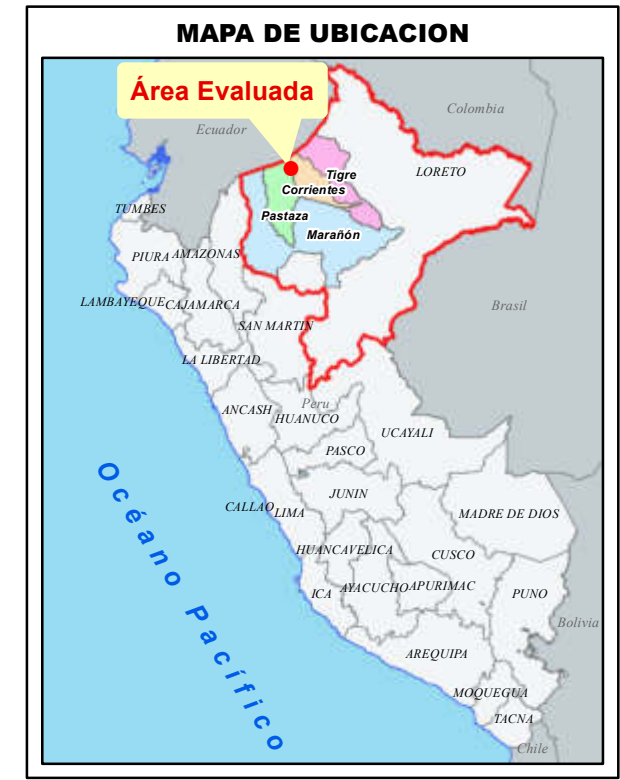 MAPA DE UBICACION
Área Evaluada
Colombia
Ecuador
Tigre
LORETO
Corrientes
Pastaza
TUMBES
Marañón
PIURA
AMAZONAS
Brasil
LAMBAYEQUE
CAJAMARCA
SAN MARTIN
LA LIBERTAD
Peru
ANCASH
HUANUCO
UCAYALI
PASCO
JUNIN
CALLAO
LIMA
MADRE DE DIOS
HUANCAVELICA
CUSCO
ICA
AYACUCHO
APURIMAC
PUNO
Bolivia
Océano Pacífico
AREQUIPA
MOQUEGUA
TACNA
Chile